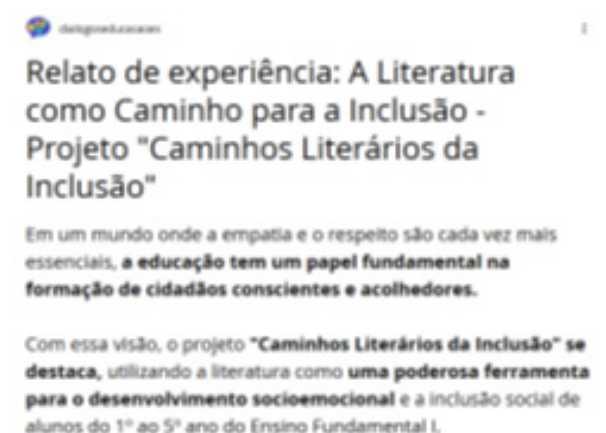 Relato de experiência: A Literatura
como Caminho para a Inclusão -
Projeto "Caminhos Literários da
Inclusão"
Em um mundo onde a empatia e o respeito são cada vez mais
essenciais, a educação tem um papel fundamental na
formação de cidadãos conscientes e acolhedores.
Com essa visão, o projeto "Caminhos Literários da Inclusão" se
destaca, utilizando a literatura como uma poderosa ferramenta
para o desenvolvimento socioemocional e a inclusão social de
alunos do 1º ao 5º ano do Ensino Fundamental I.